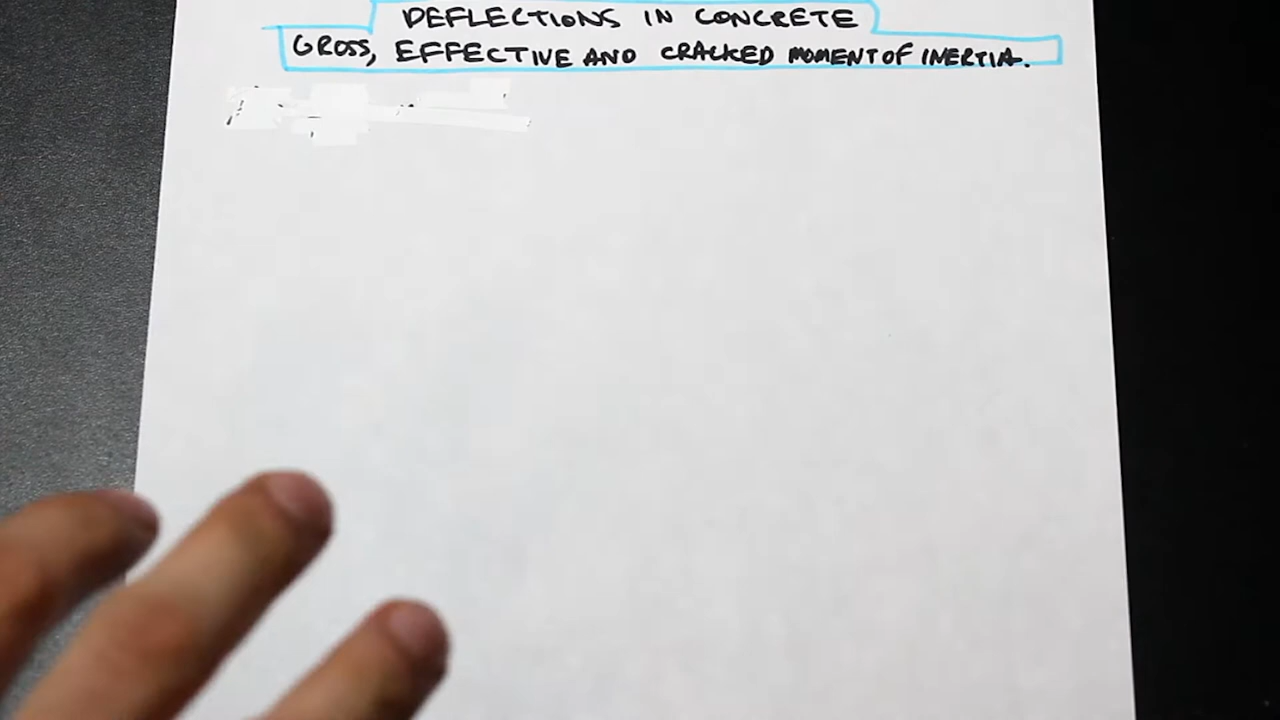 DEFLECTIONS IN CONCRETE
GROSS, EFFECTIVE AND CRACKED MOMENT OF INERTIA.